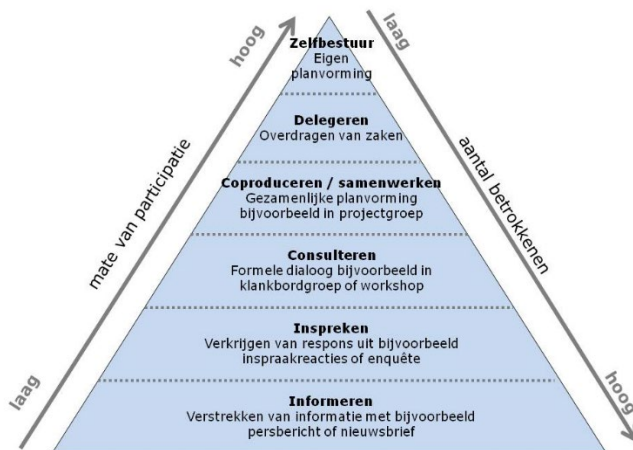 hoog
laag
Zelfbestuur
Eigen
planvorming
Delegeren
Overdragen van zaken
mate van participatie
aantal betrokkenen
Coproduceren / samenwerken
Gezamenlijke planvorming
bijvoorbeeld in projectgroep
Consulteren
Formele dialoog bijvoorbeeld in
klankbordgroep of workshop
Inspreken
Verkrijgen van respons uit bijvoorbeeld
inspraakreacties of enquête
laag
hoog
Informeren
Verstrekken van informatie met bijvoorbeeld
persbericht of nieuwsbrief